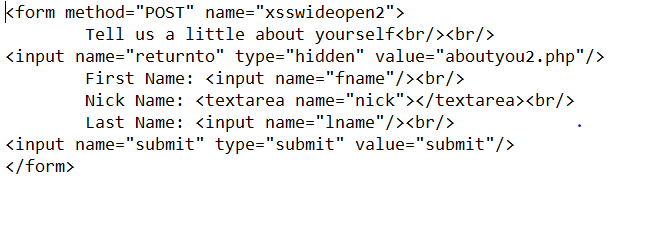 <form method="POST" name="xsswideopen2">
Tell us a little about yourself<br/><br/>
<input name="returnto" type="hidden" value="aboutyou2.php"/>
First Name: <input name="fname"/><br/>
Nick Name: <textarea name="nick"></textarea><br/>
Last Name: <input name="lname"/><br/>
<input name="submit" type="submit" value="submit"/>
</form>